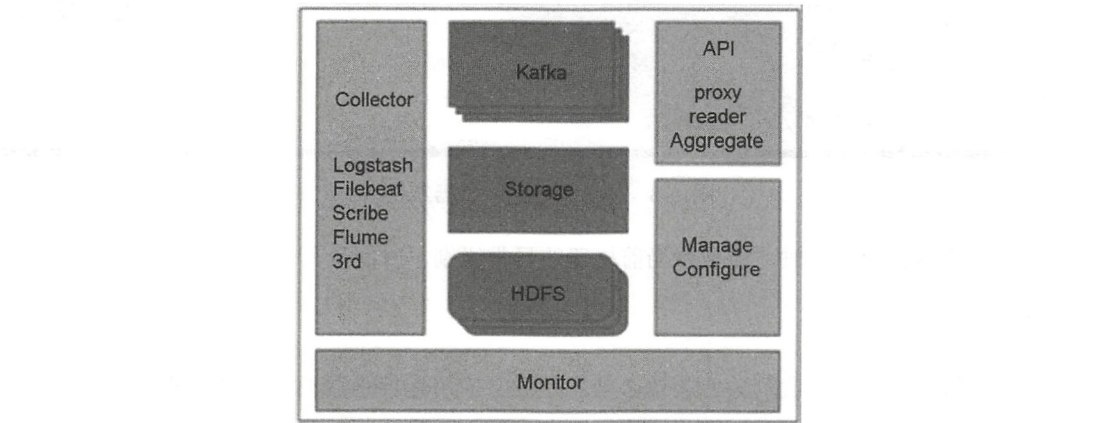 Collector
Logstash
Filebeat
Scribe
Flume
3rd
Kafka
Storage
HDFS
API
proxy
reader
Aggregate
Manage
Configure
Monitor